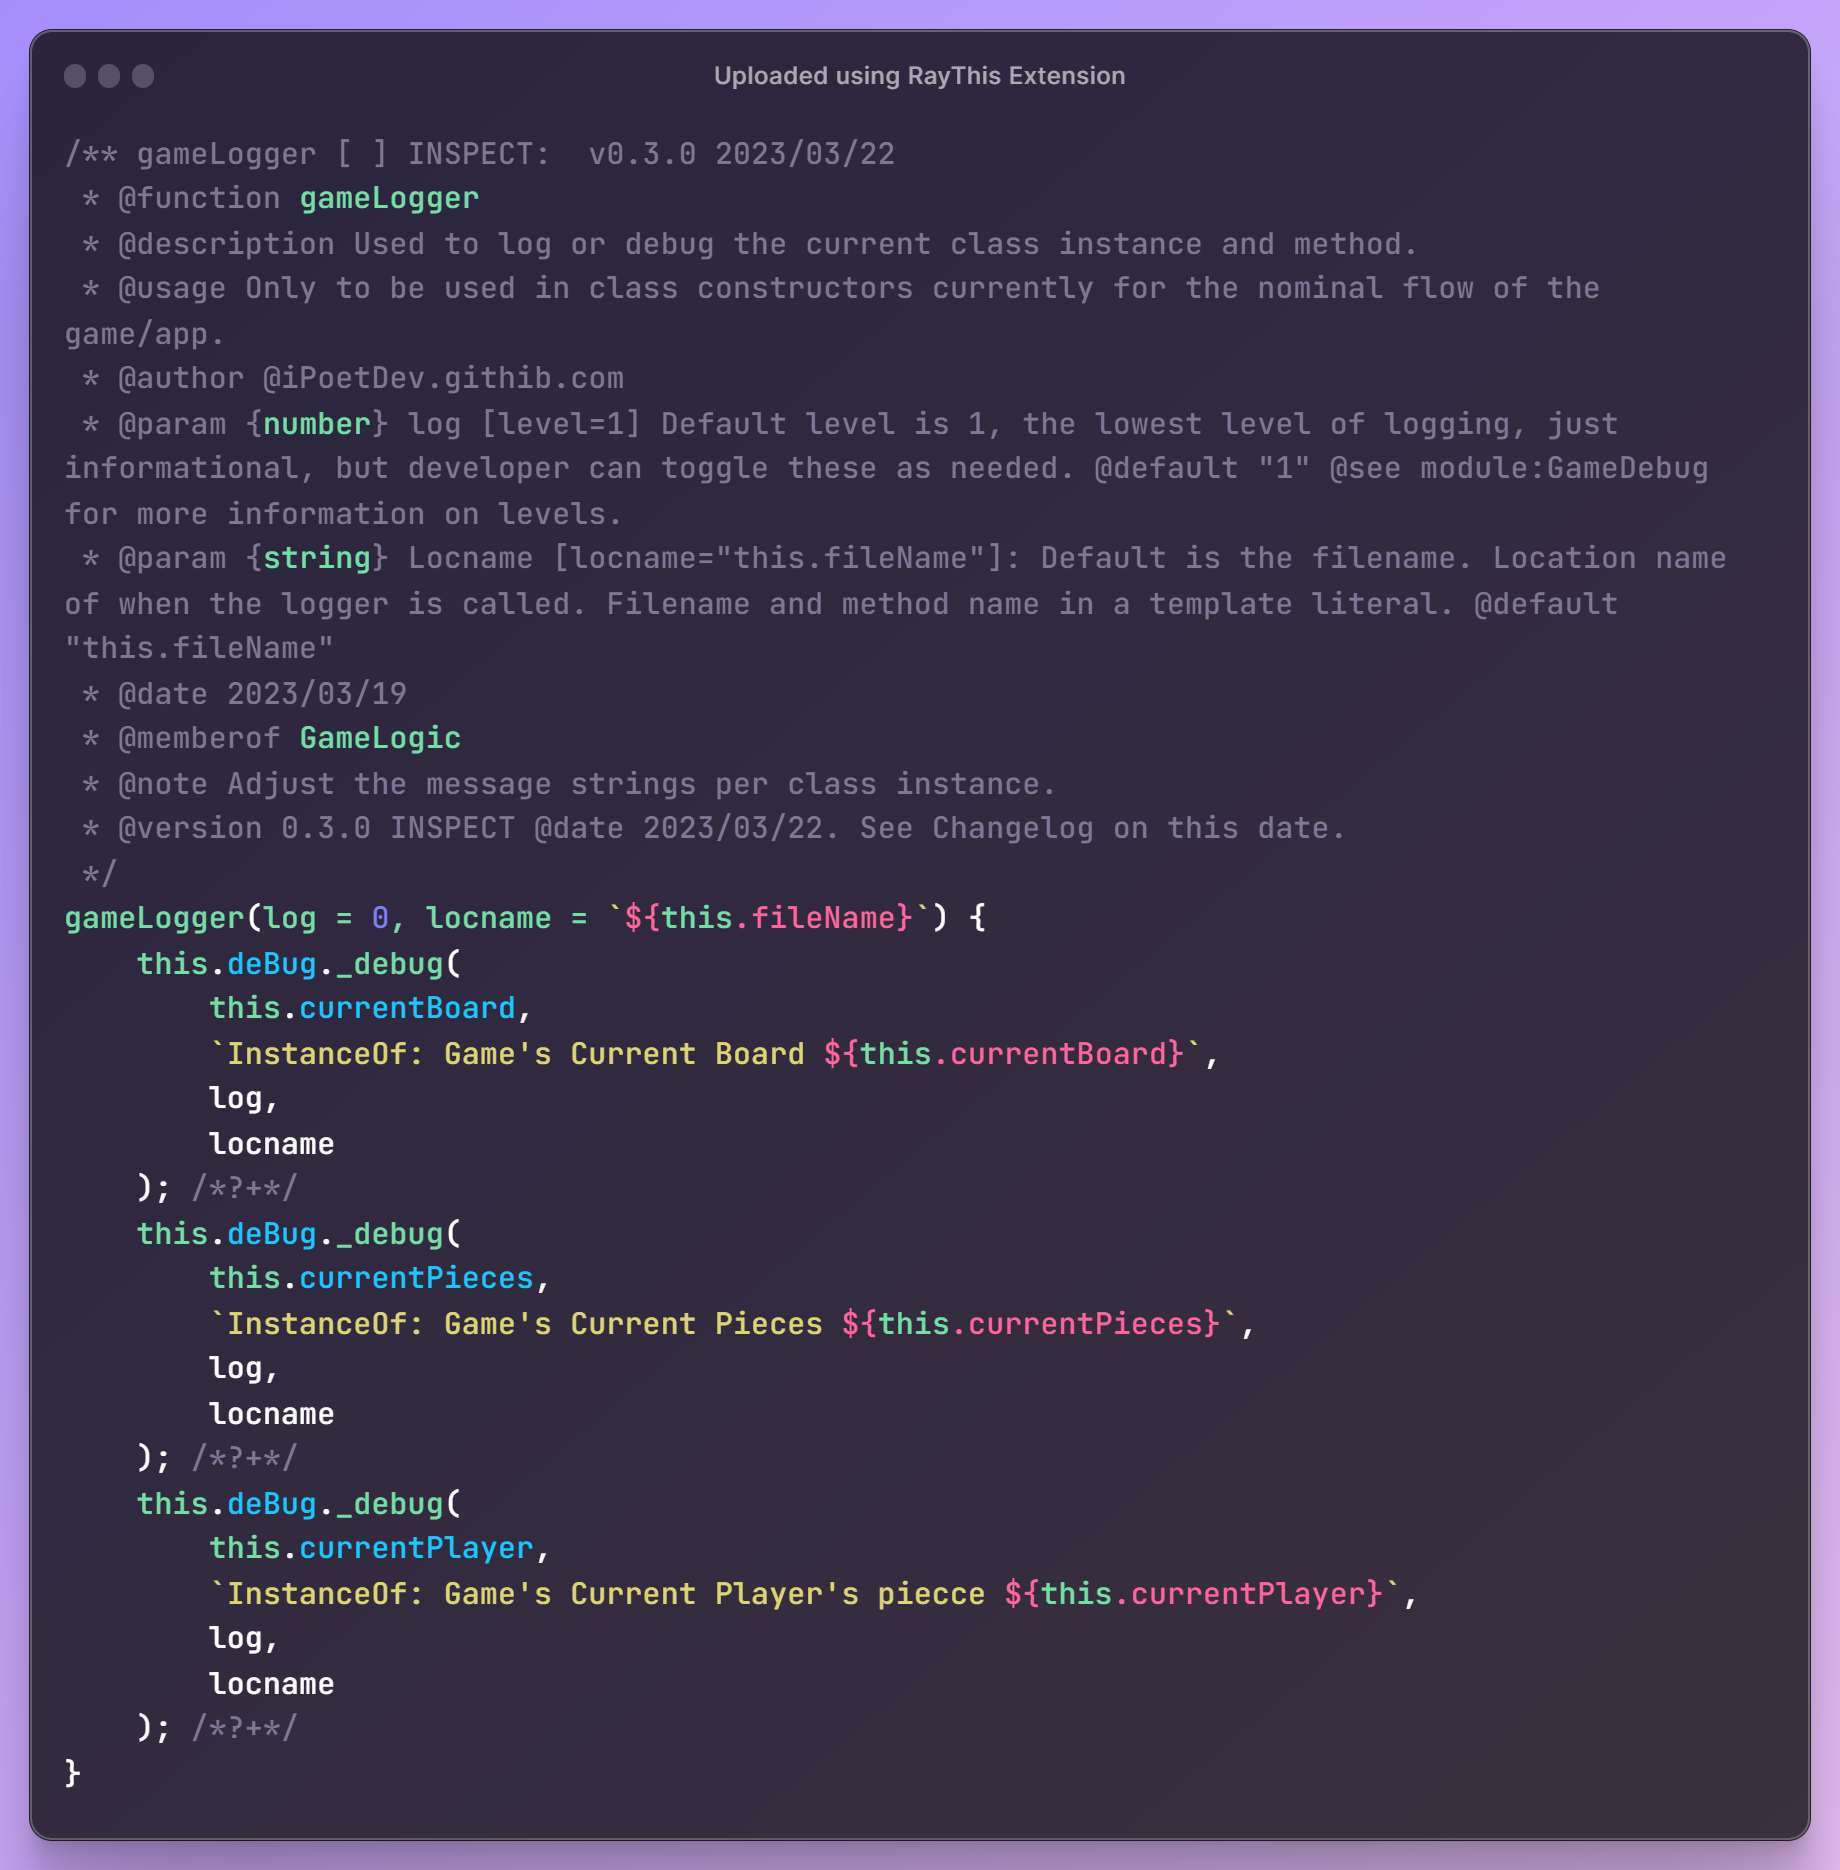 Uploaded using RayThis Extension
/** gameLogger [ ] INSPECT:  v0.3.0 2023/03/22
 * @function gameLogger
 * @description Used to log or debug the current class instance and method.
 * @usage Only to be used in class constructors currently for the nominal flow of the
game/app.
 * @author @iPoetDev.githib.com
 * @param {number} log [level=1] Default level is 1, the lowest level of logging, just
informational, but developer can toggle these as needed. @default "1" @see module:GameDebug
for more information on levels.
 * @param {string} Locname [locname="this.fileName"]: Default is the filename. Location name
of when the logger is called. Filename and method name in a template literal. @default
"this.fileName"
 * @date 2023/03/19
 * @memberof GameLogic
 * @note Adjust the message strings per class instance.
 * @version 0.3.0 INSPECT @date 2023/03/22. See Changelog on this date.
 */
gameLogger(log = 0, locname = `${this.fileName}`) {
    this.deBug._debug(
        this.currentBoard,
        `InstanceOf: Game's Current Board ${this.currentBoard}`,
        log,
        locname
    ); /*?+*/
    this.deBug._debug(
        this.currentPieces,
        `InstanceOf: Game's Current Pieces ${this.currentPieces}`,
        log,
        locname
    ); /*?+*/
    this.deBug._debug(
        this.currentPlayer,
        `InstanceOf: Game's Current Player's piecce ${this.currentPlayer}`,
        log,
        locname
    ); /*?+*/
}